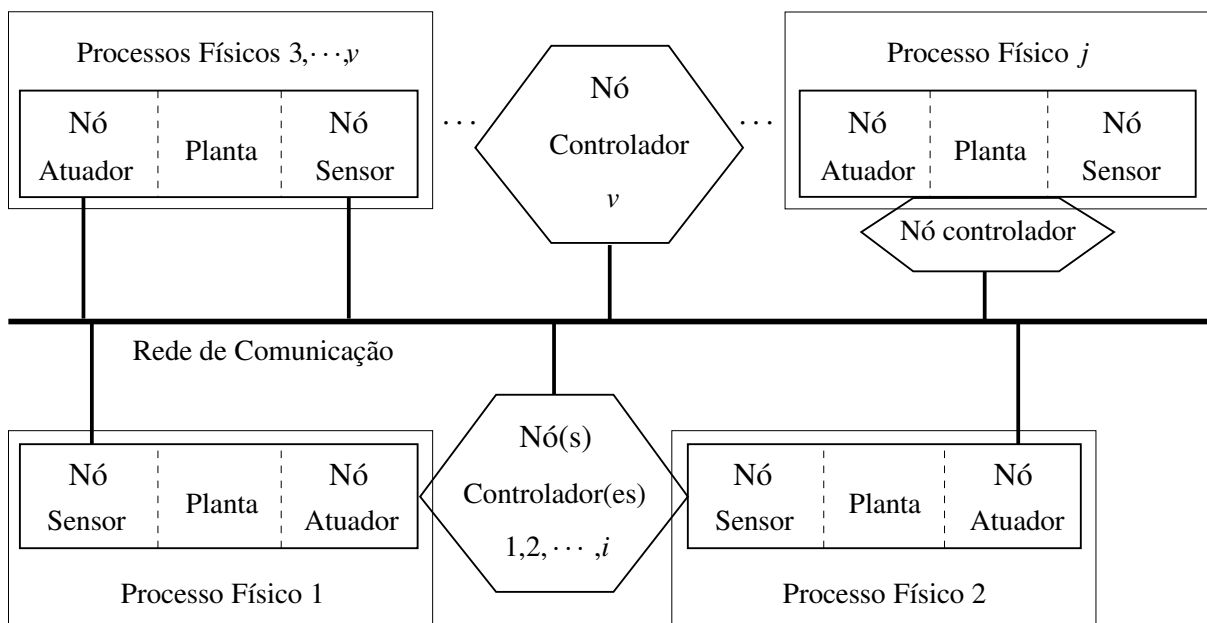 Processos Físicos 3,⋯,v
Nó
Atuador
Planta
Nó
Sensor
⋯
Nó
Controlador
v
⋯
Processo Físico j
Nó
Atuador
Planta
Nó
Sensor
Nó controlador
Rede de Comunicação
Nó
Sensor
Planta
Nó
Atuador
Processo Físico 1
Nó(s)
Controlador(es)
1,2,⋯,i
Nó
Sensor
Planta
Nó
Atuador
Processo Físico 2